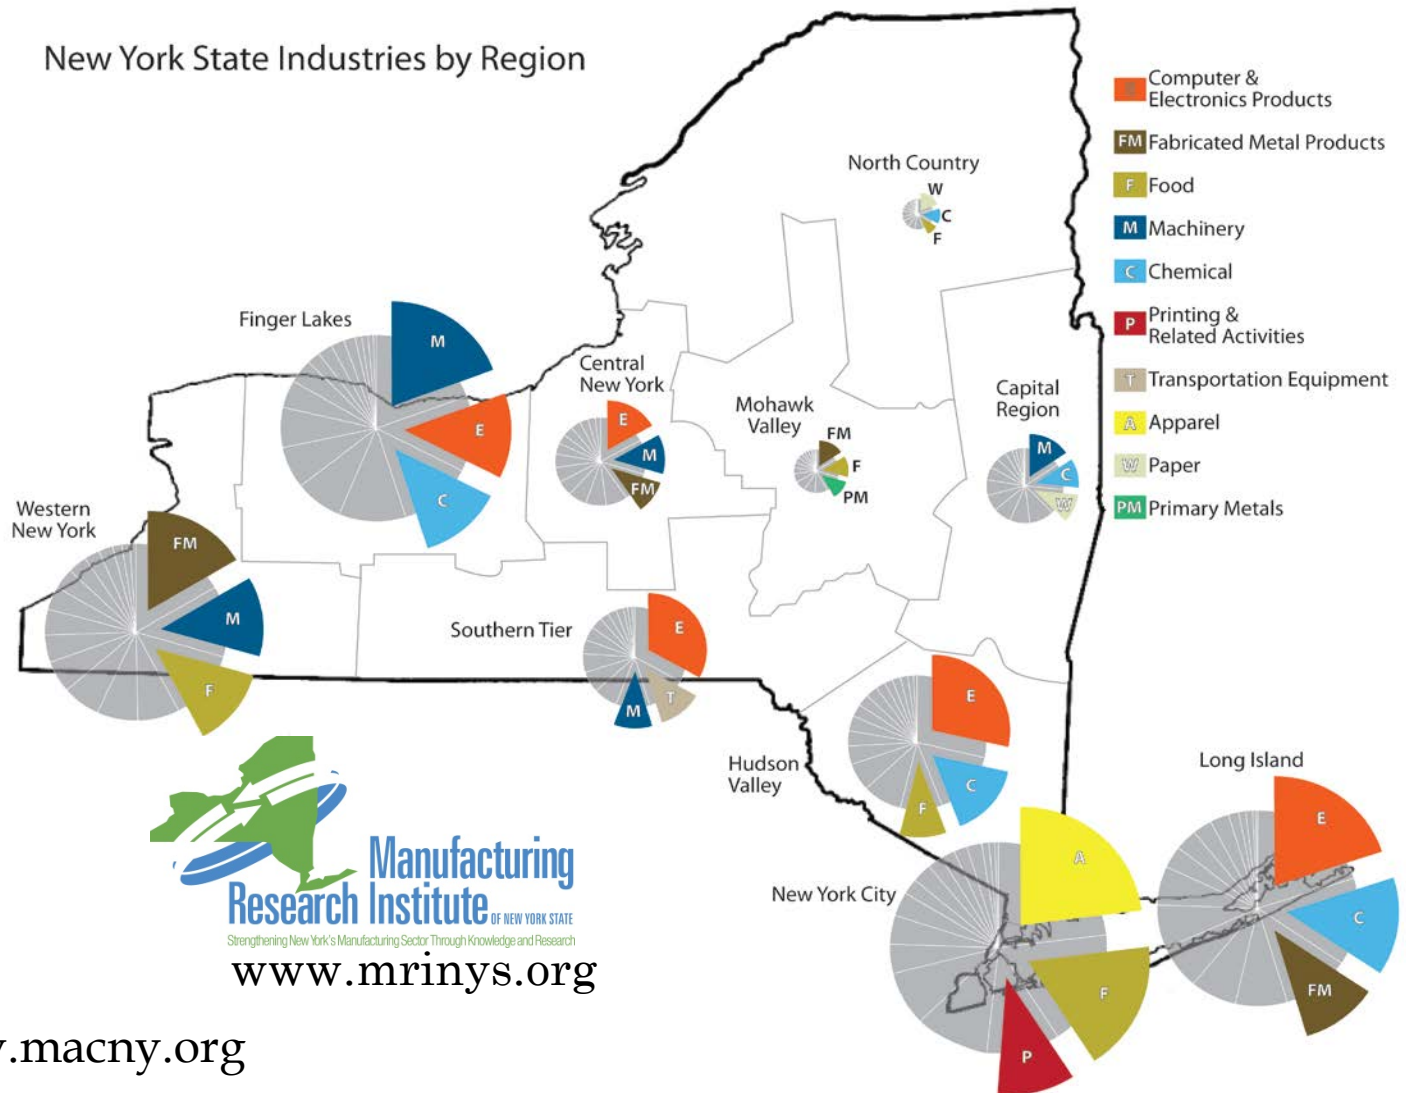 New York State Industries by Region
E
Computer &
Electronics Products
FM
Fabricated Metal Products
F
Food
M
Machinery
C
Chemical
P
Printing &
Related Activities
T
Transportation Equipment
A
Apparel
W
Paper
PM
Primary Metals
North Country
W
C
F
Finger Lakes
M
E
C
Central
New York
E
M
FM
Mohawk
Valley
FM
F
PM
Capital
Region
M
C
W
Western
New York
FM
M
F
Southern Tier
E
T
M
Hudson
Valley
E
C
F
Long Island
E
C
FM
New York City
A
F
P
Manufacturing
Research Institute OF NEW YORK STATE
Strengthening New York's Manufacturing Sector Through Knowledge and Research
www.mrinys.org
.macny.org